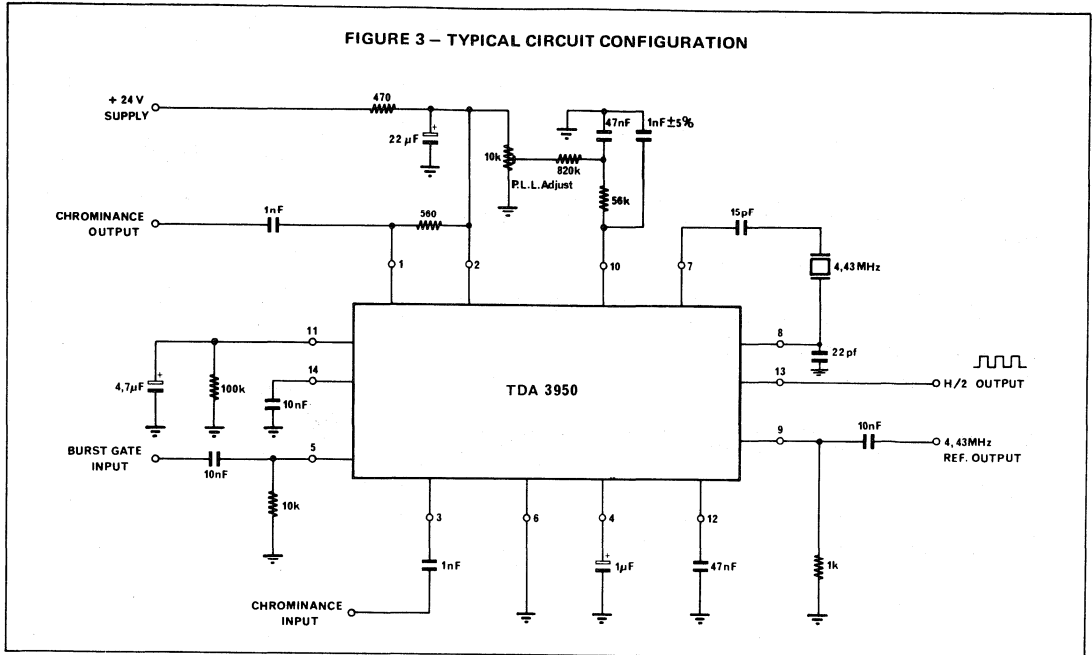 FIGURE 3 – TYPICAL CIRCUIT CONFIGURATION
+ 24 V
SUPPLY
470
22 µF
10k
P.L.L. Adjust
820k
47nF
1nF ±5%
56k
CHROMINANCE
OUTPUT
1nF
560
15pF
4,43MHz
1
2
10
7
11
4,7µF
100k
14
10nF
TDA 3950
8
22 pf
13
H/2 OUTPUT
BURST GATE
INPUT
10nF
5
10k
9
10nF
4,43MHz
REF. OUTPUT
1k
3
6
4
12
1nF
1µF
47nF
CHROMINANCE
INPUT